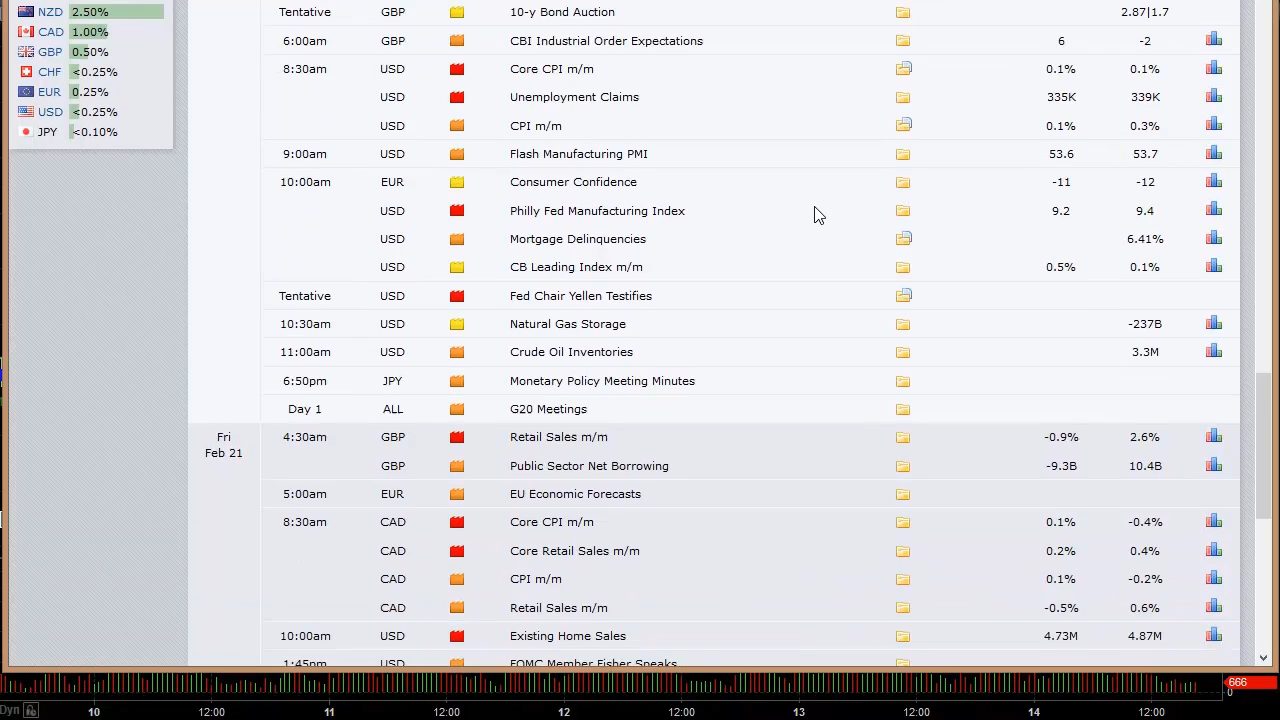 NZD 2.50%
CAD 1.00%
GBP 0.50%
CHF <0.25%
EUR 0.25%
USD <0.25%
JPY <0.10%
Tentative GBP 10-y Bond Auction 2.87|1.7
6:00am GBP CBI Industrial Order Expectations 6 -2
8:30am USD Core CPI m/m 0.1% 0.1%
USD Unemployment Claims 335K 339K
USD CPI m/m 0.1% 0.3%
9:00am USD Flash Manufacturing PMI 53.6 53.7
10:00am EUR Consumer Confidence -11 -12
USD Philly Fed Manufacturing Index 9.2 9.4
USD Mortgage Delinquencies 6.41%
USD CB Leading Index m/m 0.5% 0.1%
Tentative USD Fed Chair Yellen Testifies
10:30am USD Natural Gas Storage -237B
11:00am USD Crude Oil Inventories 3.3M
6:50pm JPY Monetary Policy Meeting Minutes
Day 1 ALL G20 Meetings
Fri 4:30am GBP Retail Sales m/m -0.9% 2.6%
Feb 21
GBP Public Sector Net Borrowing -9.3B 10.4B
5:00am EUR EU Economic Forecasts
8:30am CAD Core CPI m/m 0.1% -0.4%
CAD Core Retail Sales m/m 0.2% 0.4%
CAD CPI m/m 0.1% -0.2%
CAD Retail Sales m/m -0.5% 0.6%
10:00am USD Existing Home Sales 4.73M 4.87M
1:45pm USD FOMC Member Fisher Speaks
666
0
Dyn 10 12:00 11 12:00 12 12:00 13 12:00 14 12:00